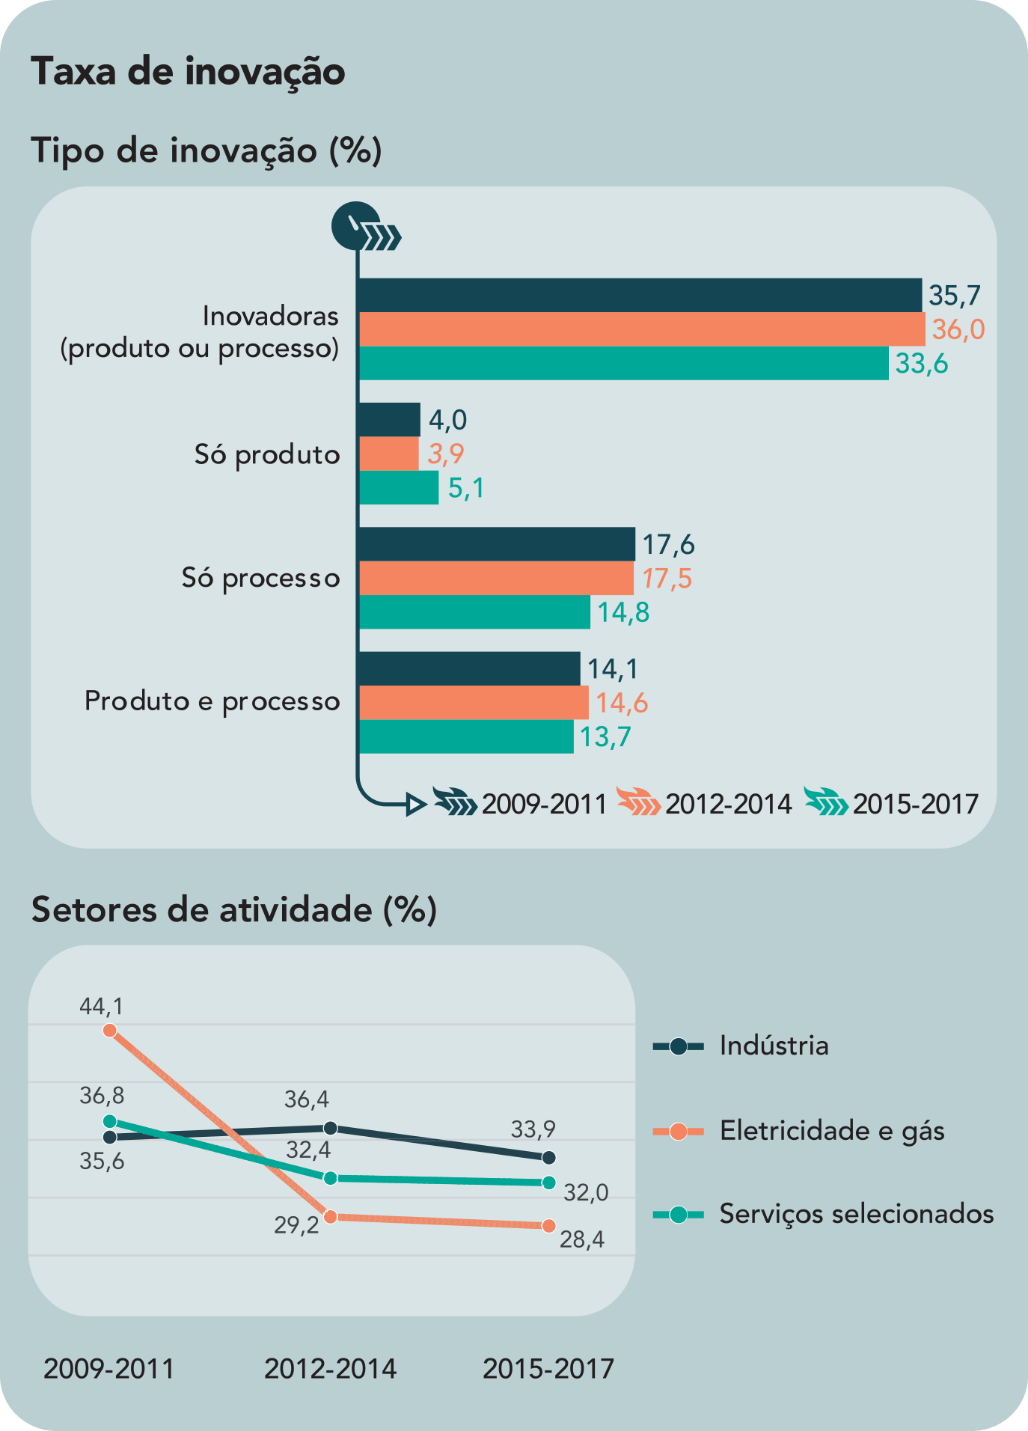 Taxa de inovação
Tipo de inovação (%)
Inovadoras
(produto ou processo)
35,7
36,0
33,6
Só produto
4,0
3,9
5,1
Só processo
17,6
17,5
14,8
Produto e processo
14,1
14,6
13,7
2009-2011 2012-2014 2015-2017
Setores de atividade (%)
44,1
36,8
35,6
36,4
32,4
29,2
33,9
32,0
28,4
Indústria
Eletricidade e gás
Serviços selecionados
2009-2011 2012-2014 2015-2017